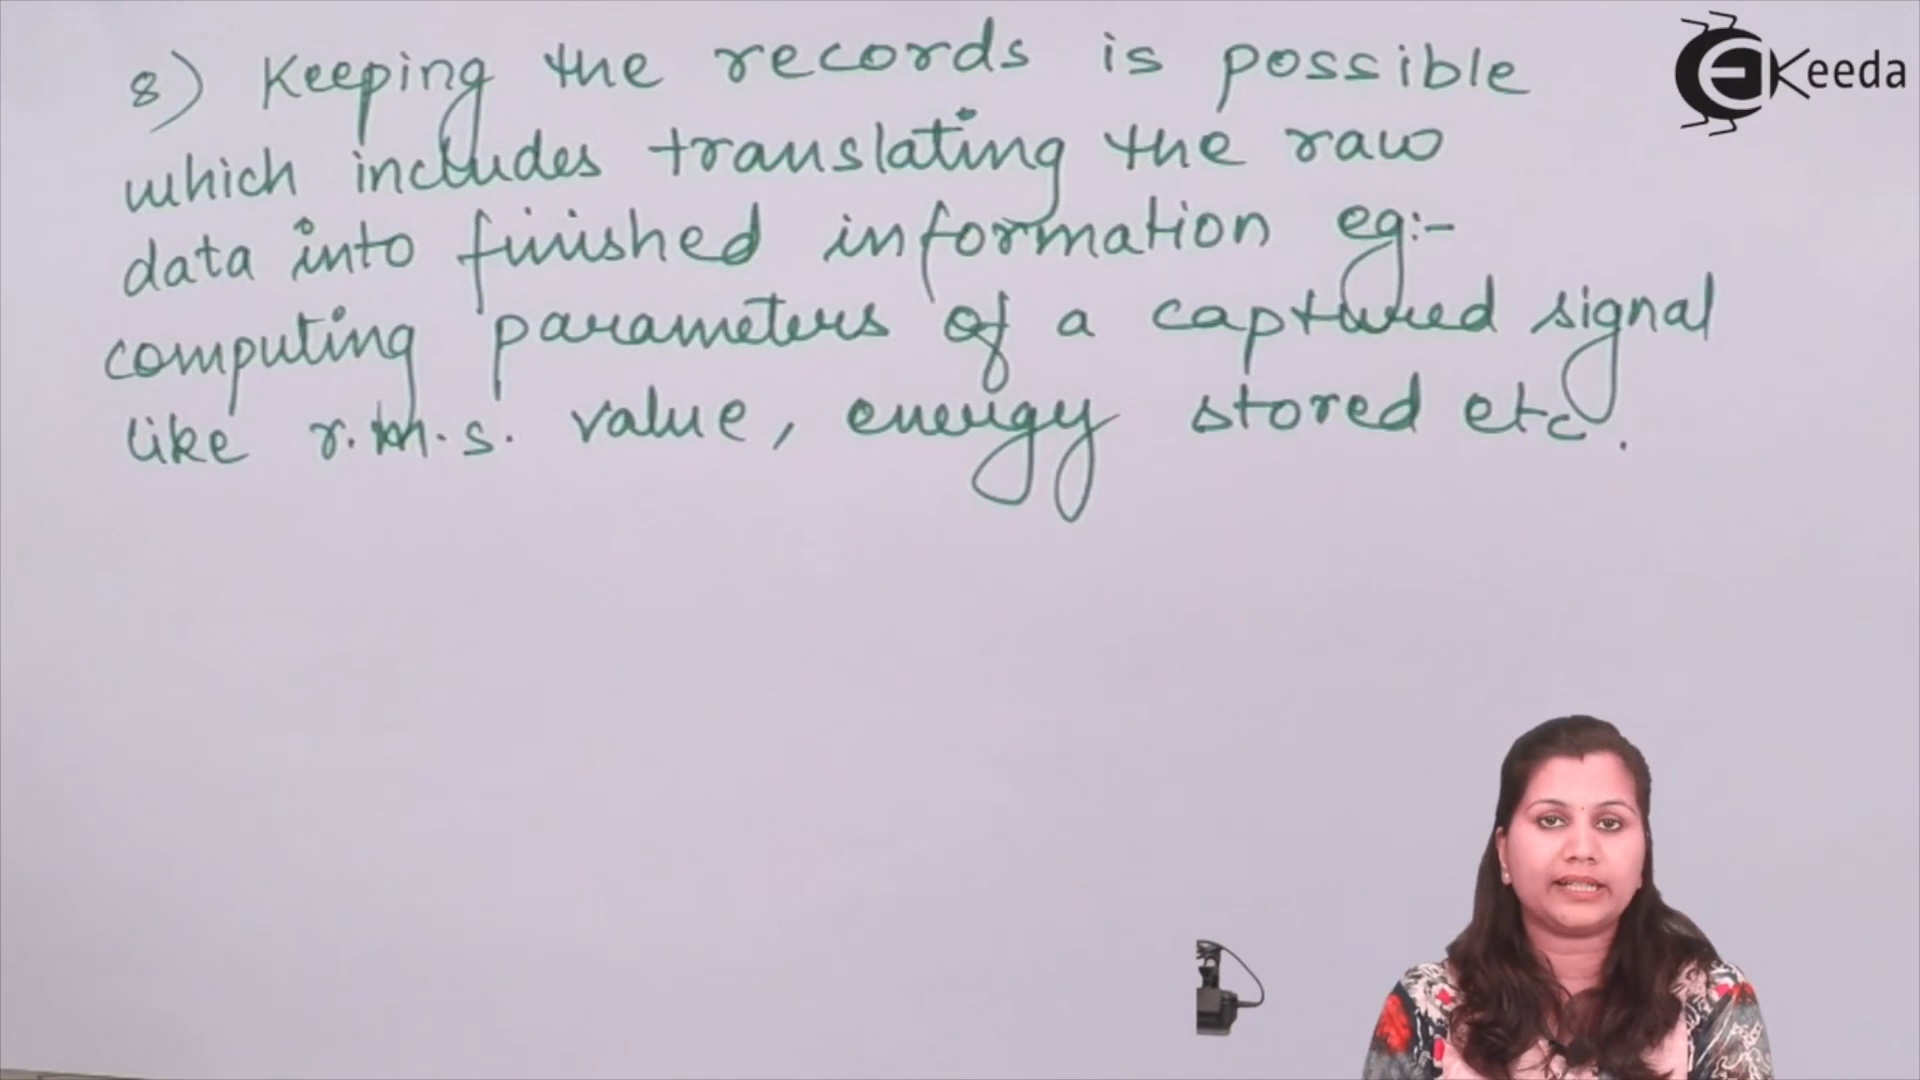 8) Keeping the records is possible
which includes translating the raw
data into finished information eg:-
computing parameters of a captured signal
like r.m.s. value, energy stored etc.
EKeeda